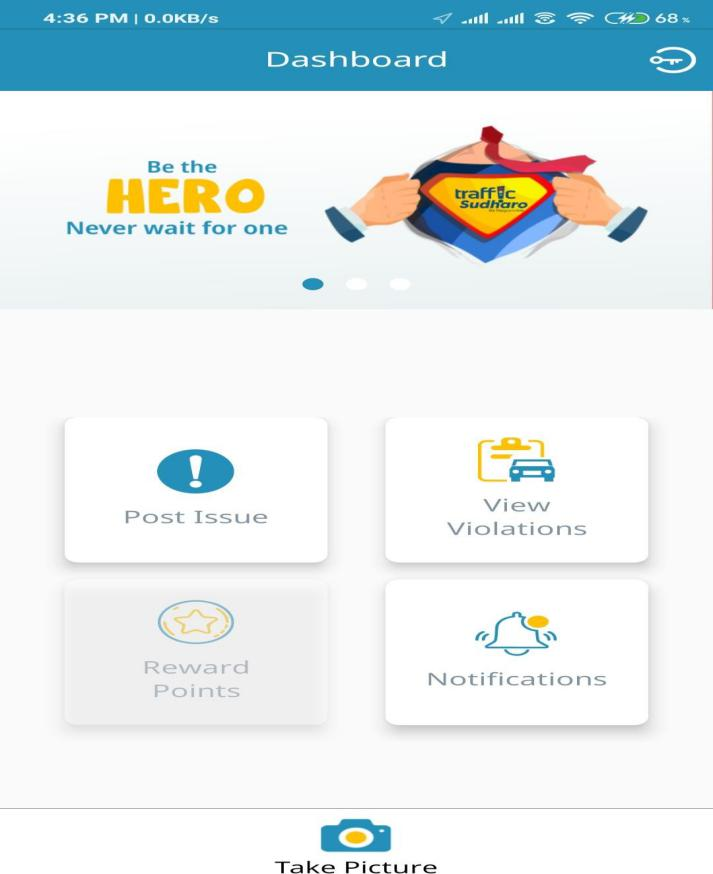 4:36 PM | 0.0KB/s 68 %
Dashboard
Be the
HERO
Never wait for one
traffic
Sudharo
Post Issue
View
Violations
Reward
Points
Notifications
Take Picture